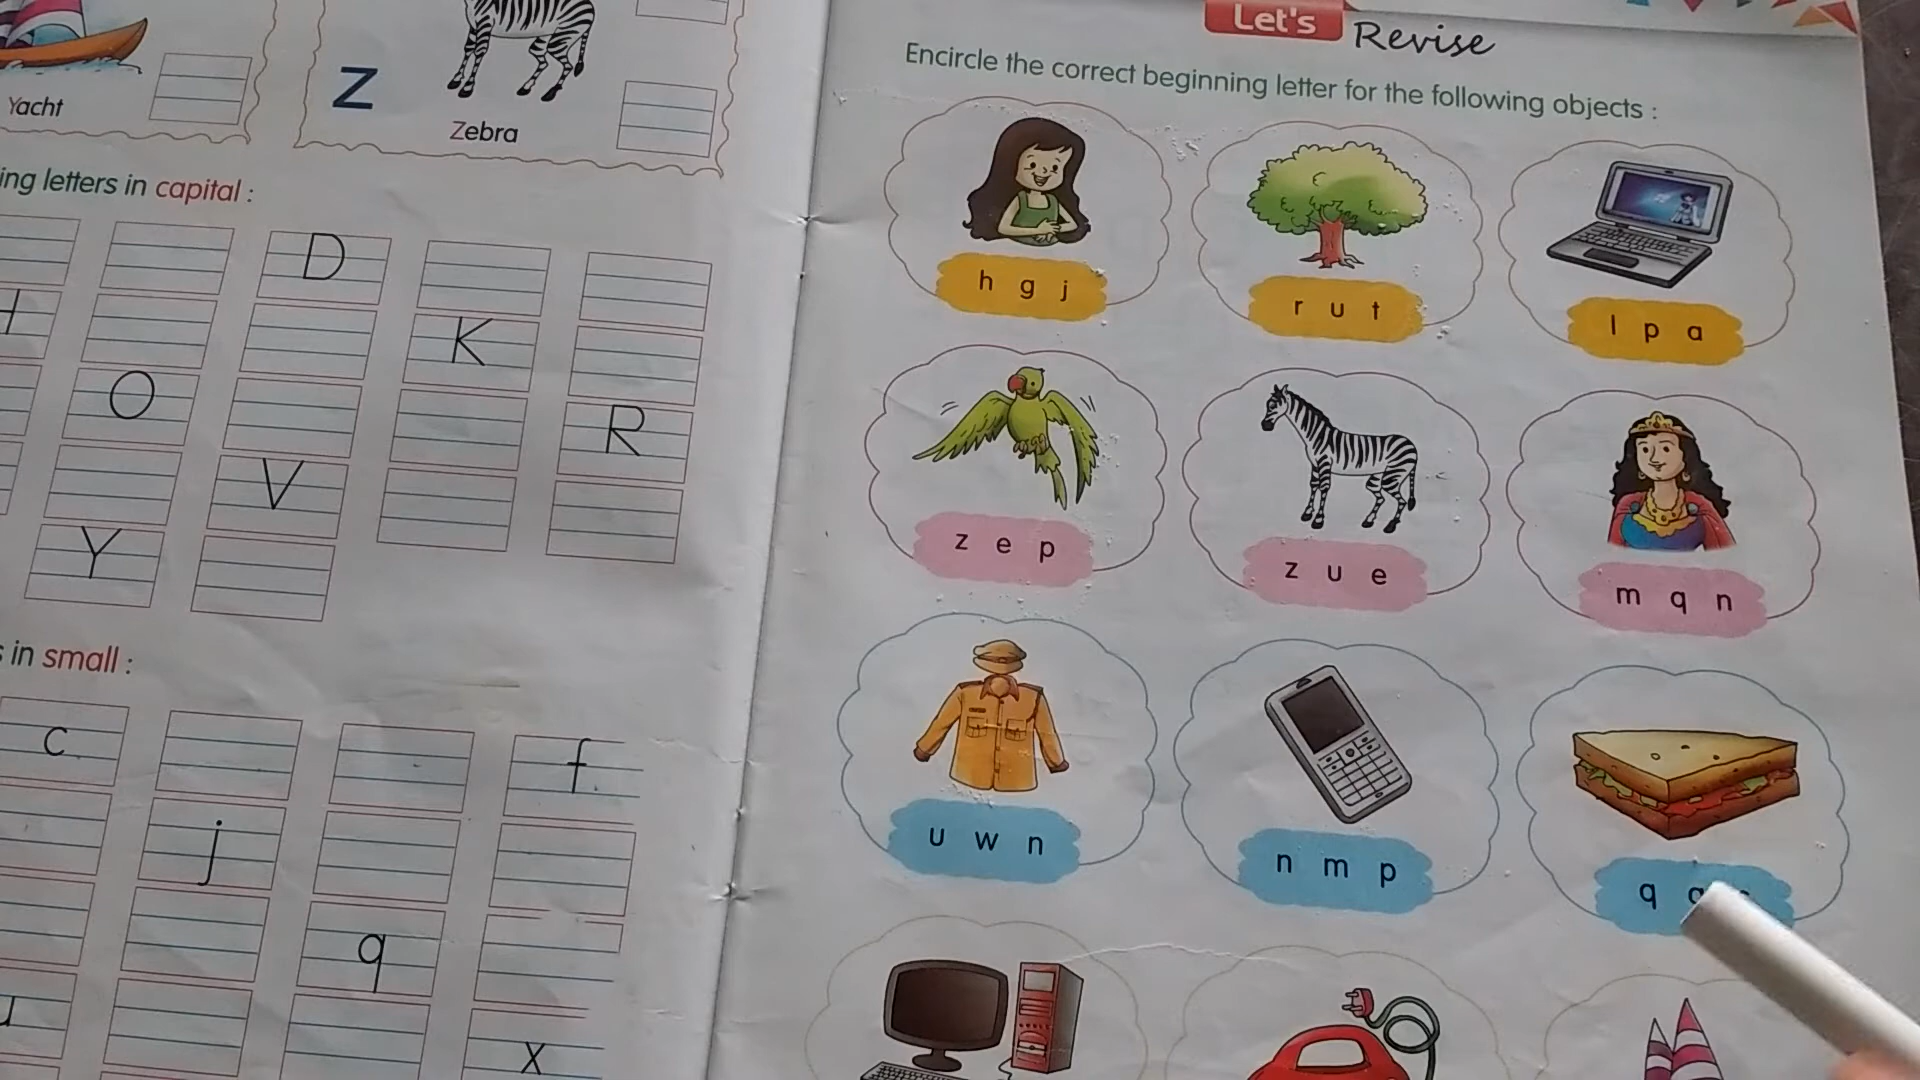 Yacht
z
Zebra
ing letters in capital :
D
H
K
O
R
V
Y
in small :
c
f
j
q
u
x
Let's Revise
Encircle the correct beginning letter for the following objects :
h g j
r u t
l p a
z e p
z u e
m q n
u w n
n m p
q